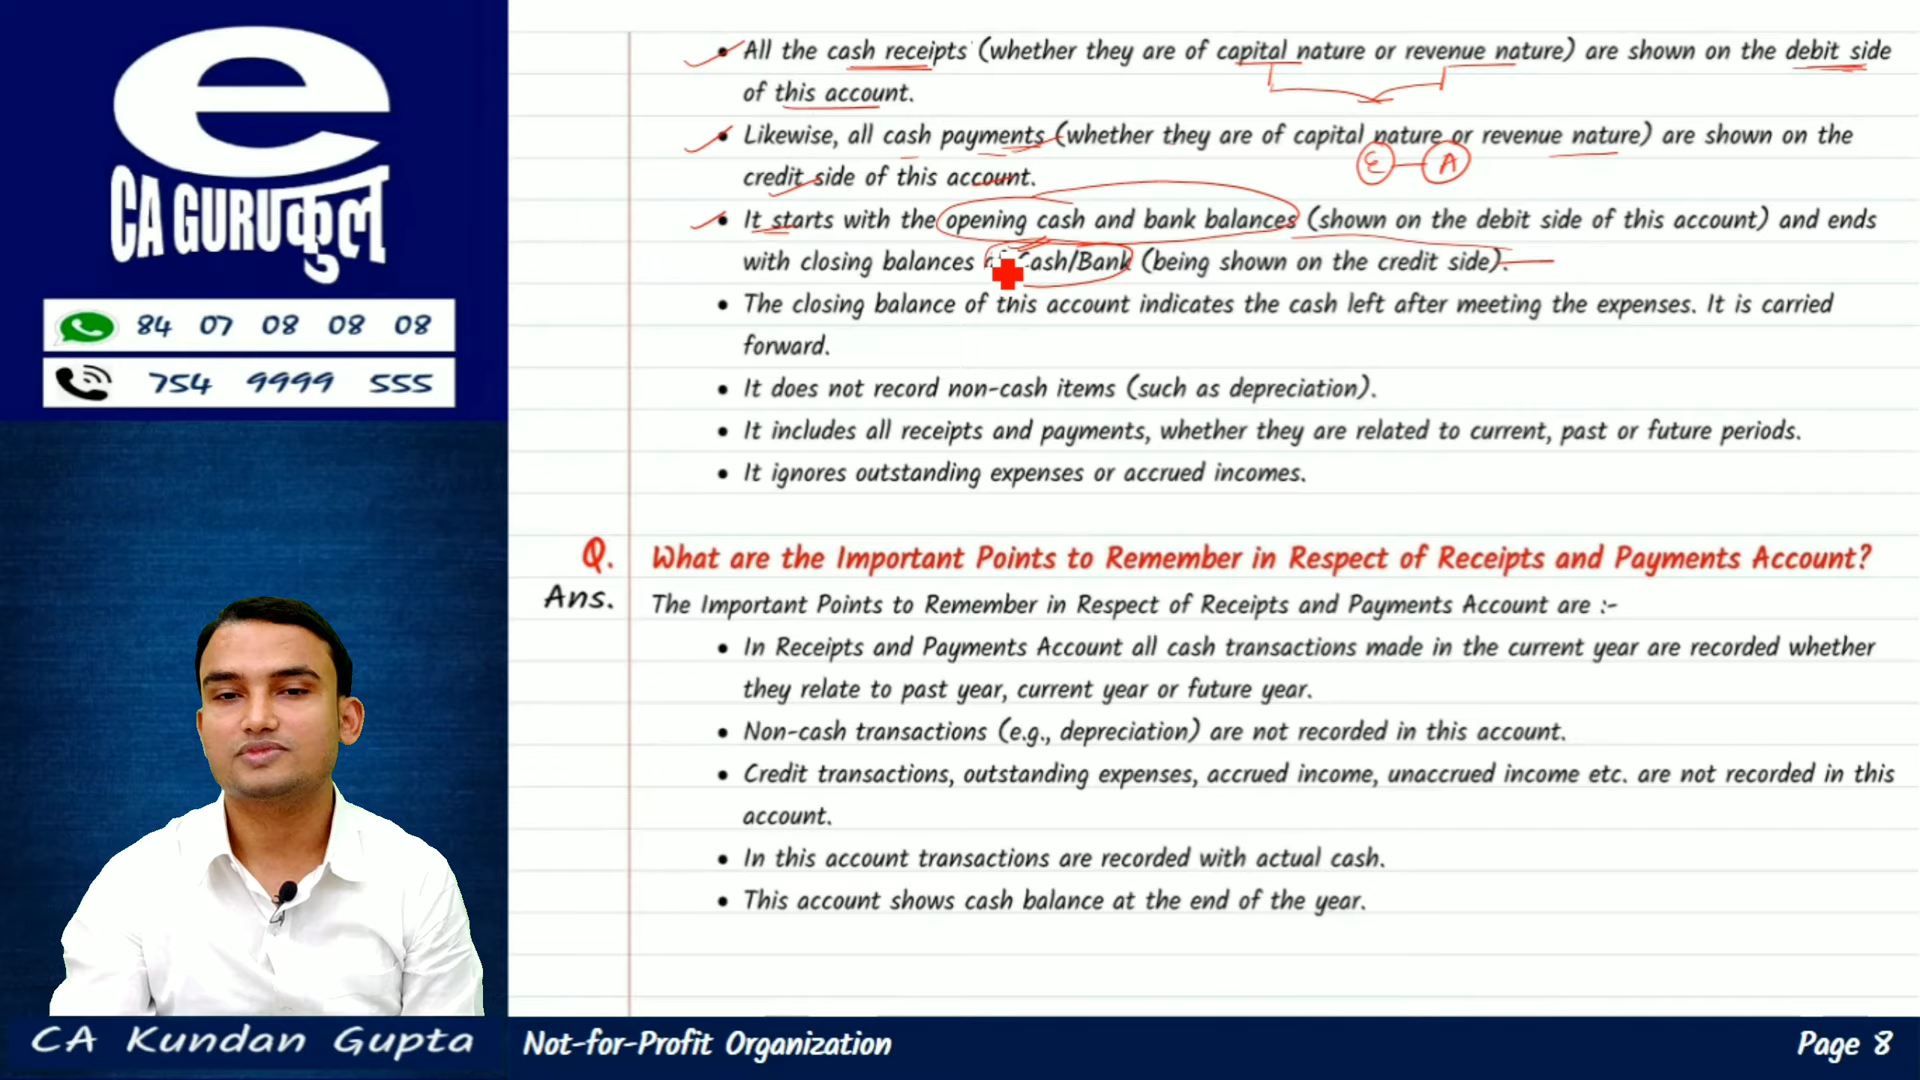 e
CA GURUकुल
84 07 08 08 08
754 9999 555
• All the cash receipts (whether they are of capital nature or revenue nature) are shown on the debit side
of this account.
• Likewise, all cash payments (whether they are of capital nature or revenue nature) are shown on the
E A
credit side of this account.
• It starts with the opening cash and bank balances (shown on the debit side of this account) and ends
with closing balances Cash/Bank (being shown on the credit side).
• The closing balance of this account indicates the cash left after meeting the expenses. It is carried
forward.
• It does not record non-cash items (such as depreciation).
• It includes all receipts and payments, whether they are related to current, past or future periods.
• It ignores outstanding expenses or accrued incomes.
Q. What are the Important Points to Remember in Respect of Receipts and Payments Account?
Ans. The Important Points to Remember in Respect of Receipts and Payments Account are :-
• In Receipts and Payments Account all cash transactions made in the current year are recorded whether
they relate to past year, current year or future year.
• Non-cash transactions (e.g., depreciation) are not recorded in this account.
• Credit transactions, outstanding expenses, accrued income, unaccrued income etc. are not recorded in this
account.
• In this account transactions are recorded with actual cash.
• This account shows cash balance at the end of the year.
CA Kundan Gupta
Not-for-Profit Organization
Page 8